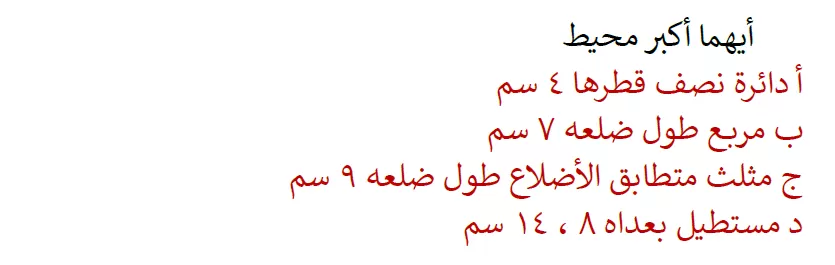 أيهما أكبر محيط
أ دائرة نصف قطرها ٤ سم
ب مربع طول ضلعه ٧ سم
ج مثلث متطابق الأضلاع طول ضلعه ٩ سم
د مستطيل بعداه ٨ ، ١٤ سم